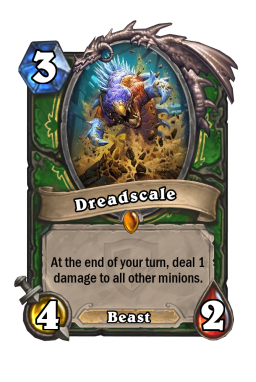 3
Dreadscale
At the end of your turn, deal 1
damage to all other minions.
4
Beast
2